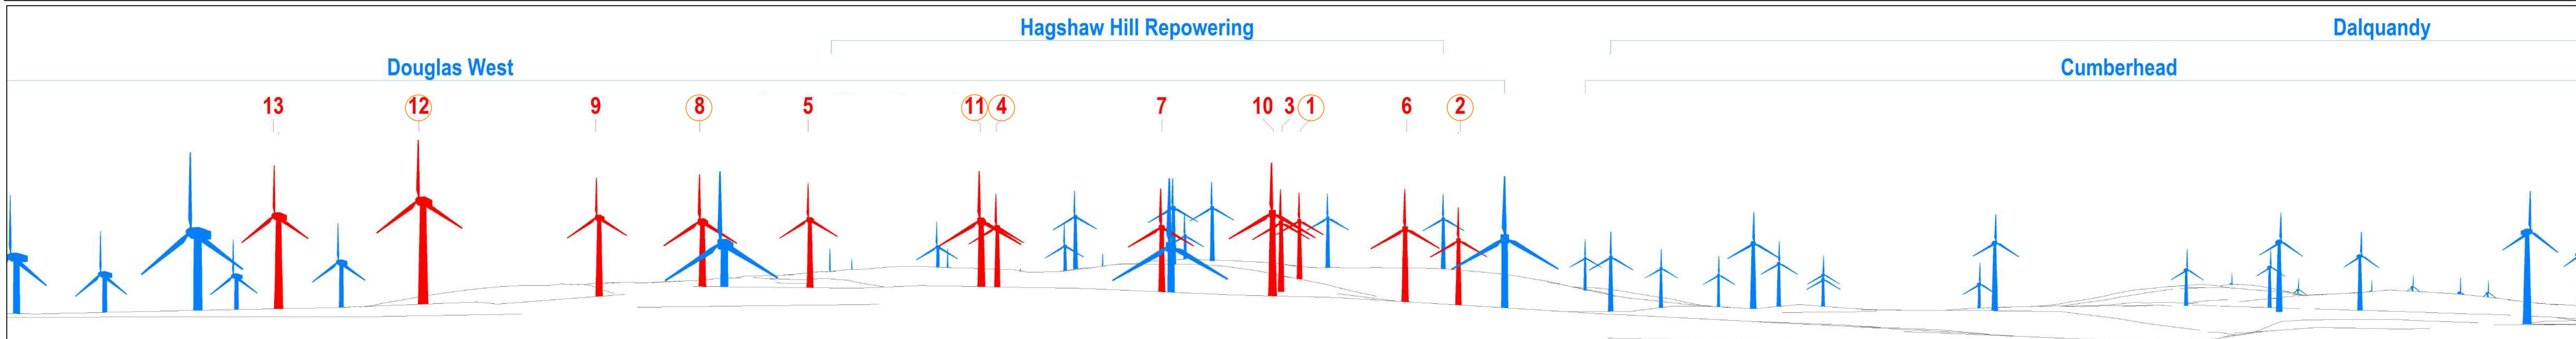 Hagshaw Hill Repowering Dalquandy
Douglas West Cumberhead
13 12 9 8 5 11 4 7 10 3 1 6 2